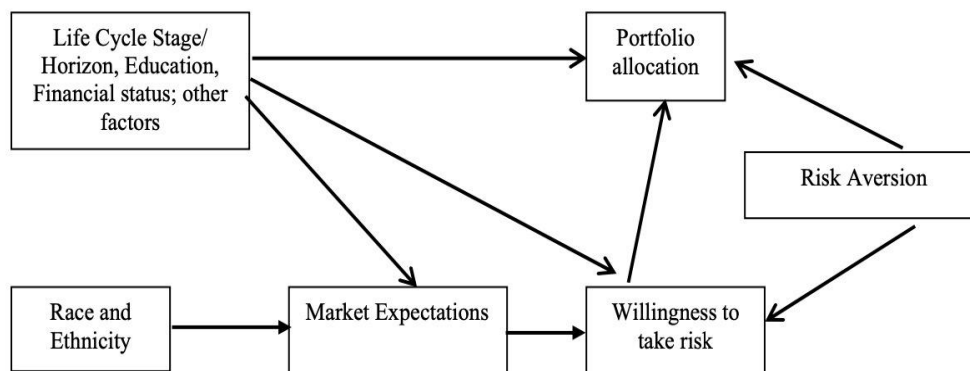 Life Cycle Stage/
Horizon, Education,
Financial status; other
factors
Portfolio
allocation
Risk Aversion
Race and
Ethnicity
Market Expectations
Willingness to
take risk